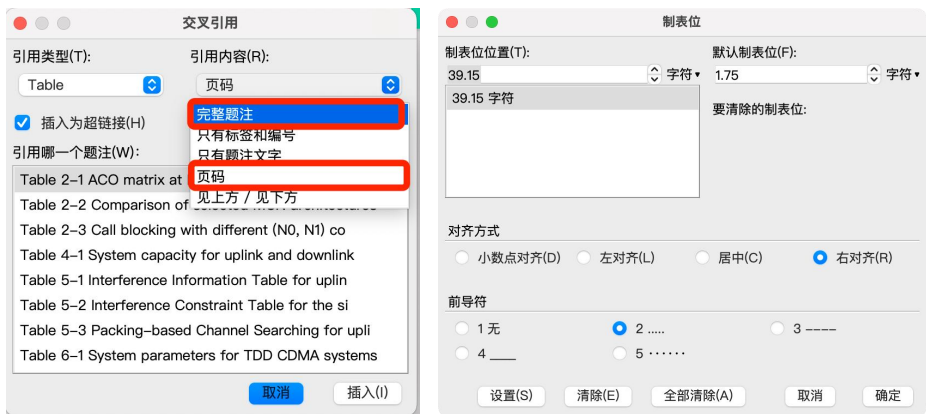 交叉引用
引用类型(T):
引用内容(R):
Table
页码
完整题注
只有标签和编号
只有题注文字
页码
见上方 / 见下方
插入为超链接(H)
引用哪一个题注(W):
Table 2-1 ACO matrix at
Table 2-2 Comparison of
Table 2-3 Call blocking with different (N0, N1) co
Table 4-1 System capacity for uplink and downlink
Table 5-1 Interference Information Table for uplin
Table 5-2 Interference Constraint Table for the si
Table 5-3 Packing-based Channel Searching for upli
Table 6-1 System parameters for TDD CDMA systems
取消
插入(I)
制表位
制表位位置(T):
默认制表位(F):
39.15
字符
1.75
字符
39.15 字符
要清除的制表位:
对齐方式
小数点对齐(D)
左对齐(L)
居中(C)
右对齐(R)
前导符
1 无
2 .....
3 ----
4 ___
5 ······
设置(S)
清除(E)
全部清除(A)
取消
确定